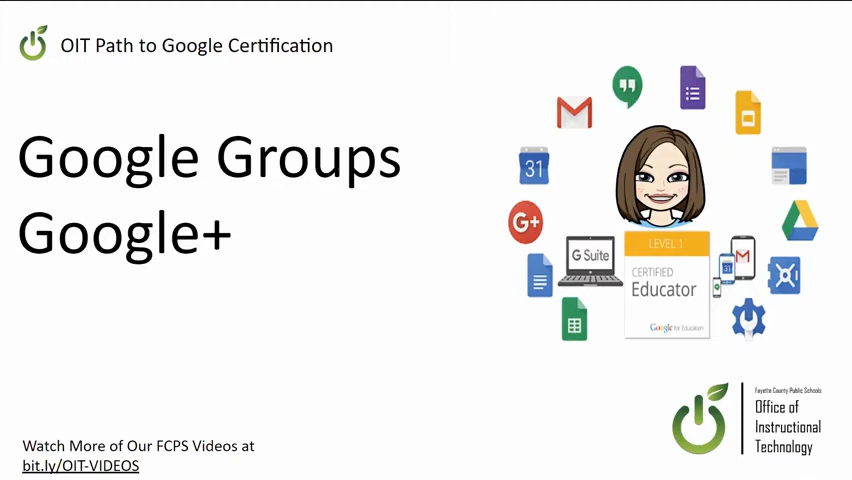 OIT Path to Google Certification
Google Groups
Google+
31
G+
G Suite
LEVEL 1
CERTIFIED
Educator
Google for Education
31
Fayette County Public Schools
Office of
Instructional
Technology
Watch More of Our FCPS Videos at
bit.ly/OIT-VIDEOS